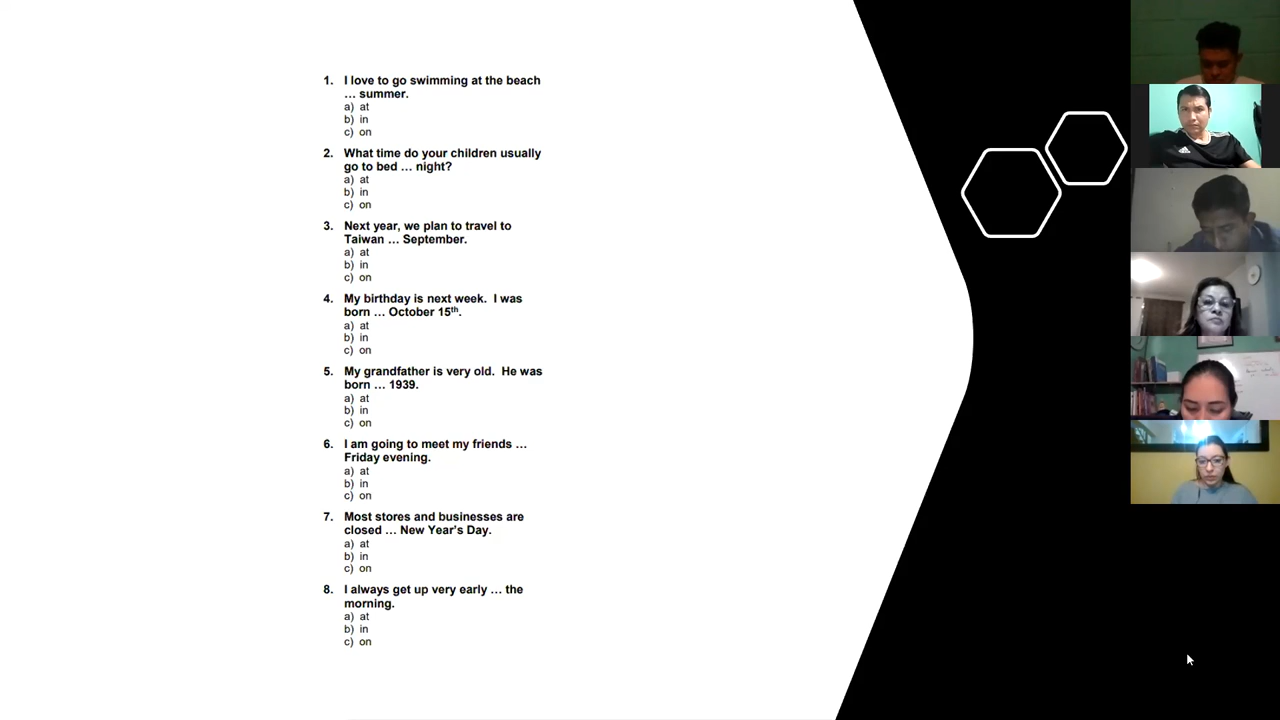 1. I love to go swimming at the beach
… summer.
a) at
b) in
c) on
2. What time do your children usually
go to bed … night?
a) at
b) in
c) on
3. Next year, we plan to travel to
Taiwan … September.
a) at
b) in
c) on
4. My birthday is next week. I was
born … October 15th.
a) at
b) in
c) on
5. My grandfather is very old. He was
born … 1939.
a) at
b) in
c) on
6. I am going to meet my friends …
Friday evening.
a) at
b) in
c) on
7. Most stores and businesses are
closed … New Year's Day.
a) at
b) in
c) on
8. I always get up very early … the
morning.
a) at
b) in
c) on